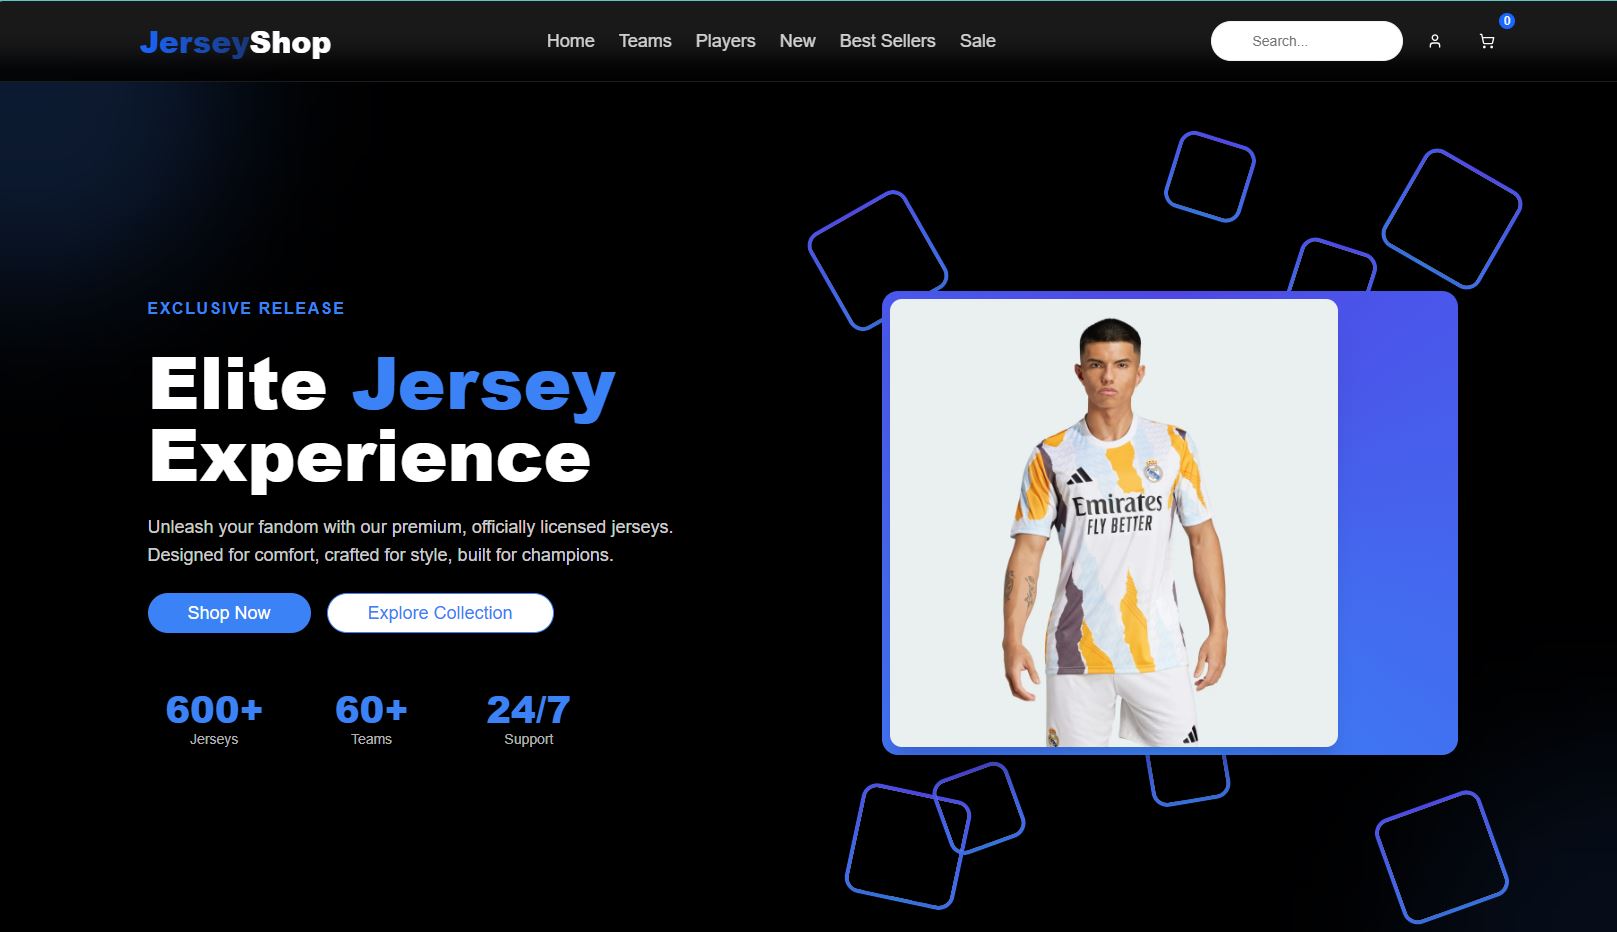 JerseyShop
Home Teams Players New Best Sellers Sale
Search...
0
EXCLUSIVE RELEASE
Elite Jersey
Experience
Unleash your fandom with our premium, officially licensed jerseys.
Designed for comfort, crafted for style, built for champions.
Shop Now
Explore Collection
600+
Jerseys
60+
Teams
24/7
Support
Emirates
FLY BETTER